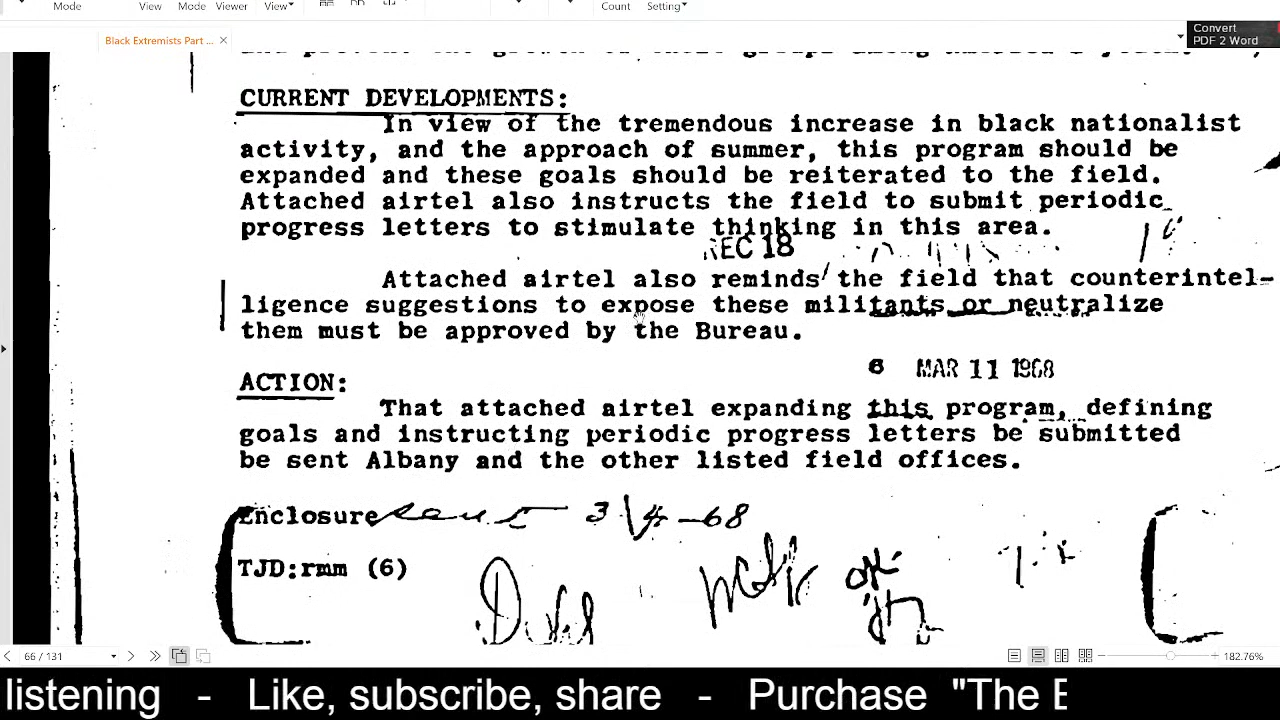 Mode View Mode Viewer View Count Setting
Convert
PDF 2 Word
Black Extremists Part ...
CURRENT DEVELOPMENTS:
In view of the tremendous increase in black nationalist
activity, and the approach of summer, this program should be
expanded and these goals should be reiterated to the field.
Attached airtel also instructs the field to submit periodic
progress letters to stimulate thinking in this area.
REC 18
Attached airtel also reminds the field that counterintel-
ligence suggestions to expose these militants or neutralize
them must be approved by the Bureau.
6 MAR 11 1968
ACTION:
That attached airtel expanding this program, defining
goals and instructing periodic progress letters be submitted
be sent Albany and the other listed field offices.
Enclosure sent 3/4-68
TJD:rmm (6)
66 / 131
182.76%
listening - Like, subscribe, share - Purchase "The